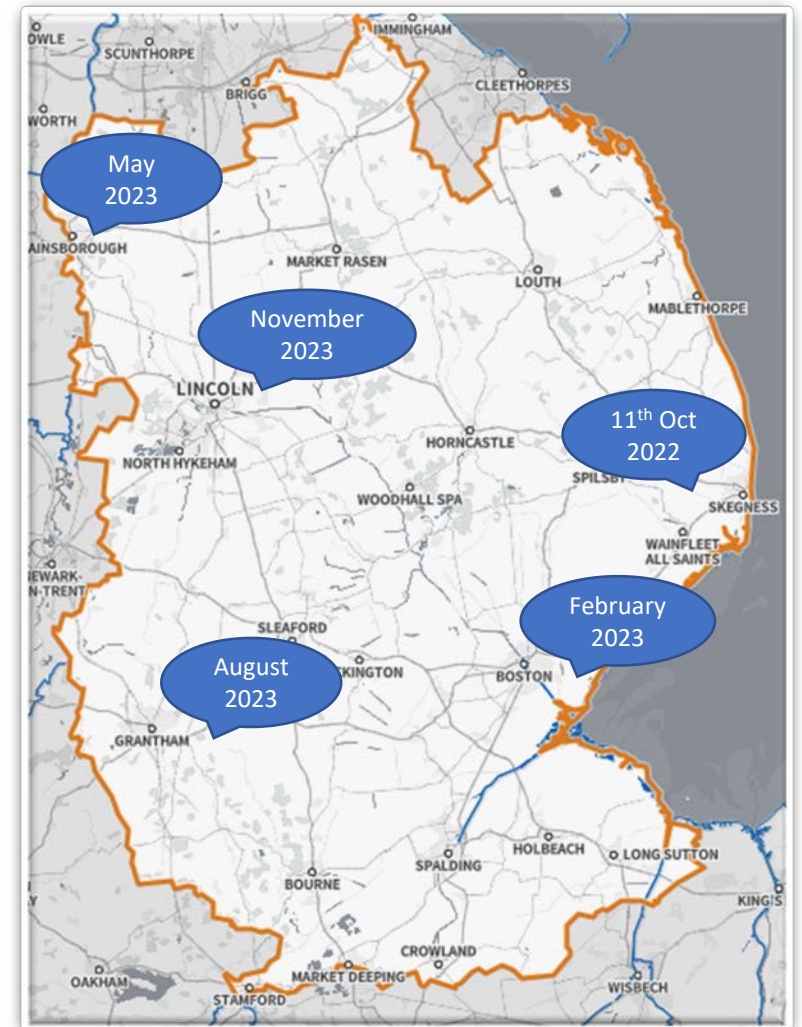 IMMINGHAM
OWLE
SCUNTHORPE
BRIGG
CLEETHORPES
WORTH
May
2023
AINSBOROUGH
MARKET RASEN
LOUTH
MABLETHORPE
November
2023
LINCOLN
11th Oct
2022
HORNCASTLE
NORTH HYKEHAM
SPILSBY
WOODHALL SPA
SKEGNESS
WAINFLEET
ALL SAINTS
NEWARK-
N-TRENT
February
2023
SLEAFORD
August
2023
CKINGTON
BOSTON
GRANTHAM
HOLBEACH
LONG SUTTON
SPALDING
BOURNE
KING'S
CROWLAND
MARKET DEEPING
OAKHAM
WISBECH
STAMFORD